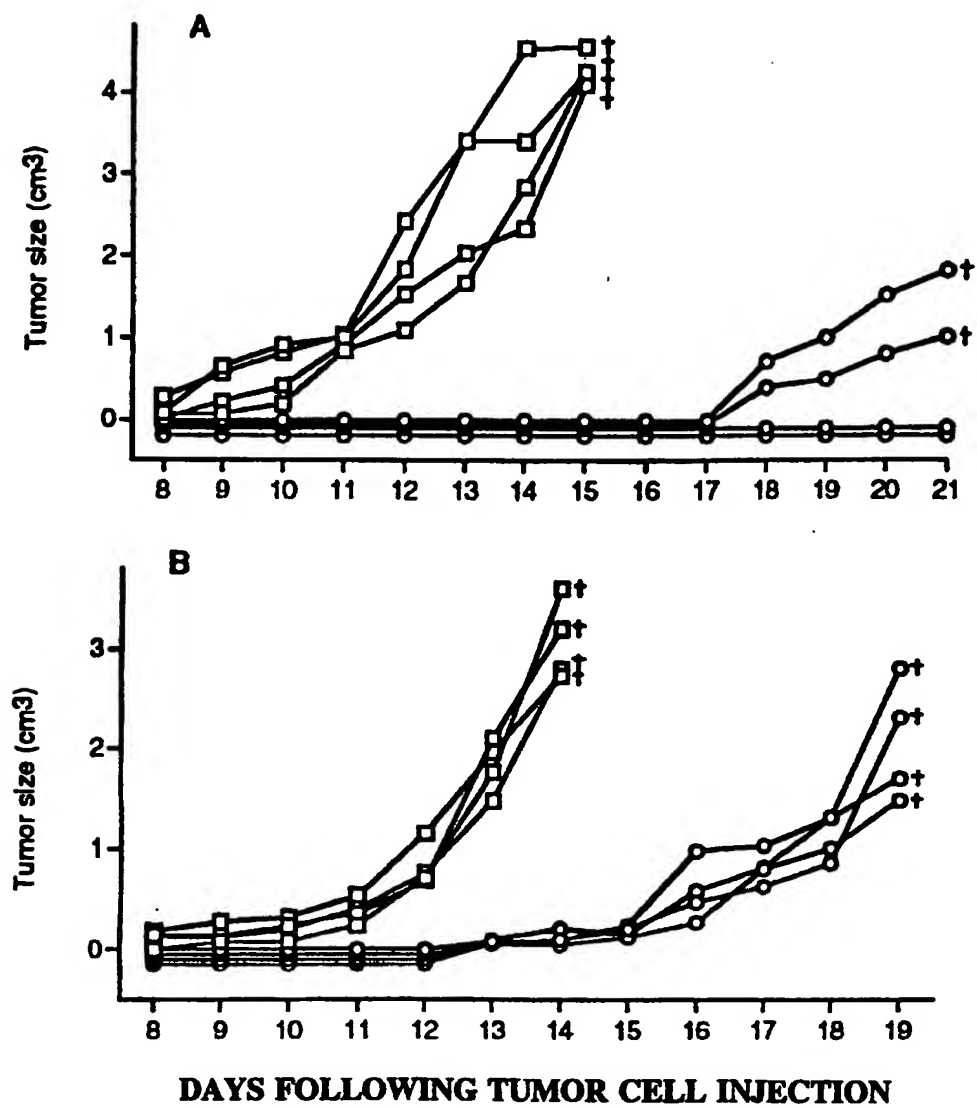 A
Tumor size (cm3)
4
3
2
1
0
† † † †
†
†
8 9 10 11 12 13 14 15 16 17 18 19 20 21
B
Tumor size (cm3)
3
2
1
0
†
†
†
†
†
†
†
†
8 9 10 11 12 13 14 15 16 17 18 19
DAYS FOLLOWING TUMOR CELL INJECTION